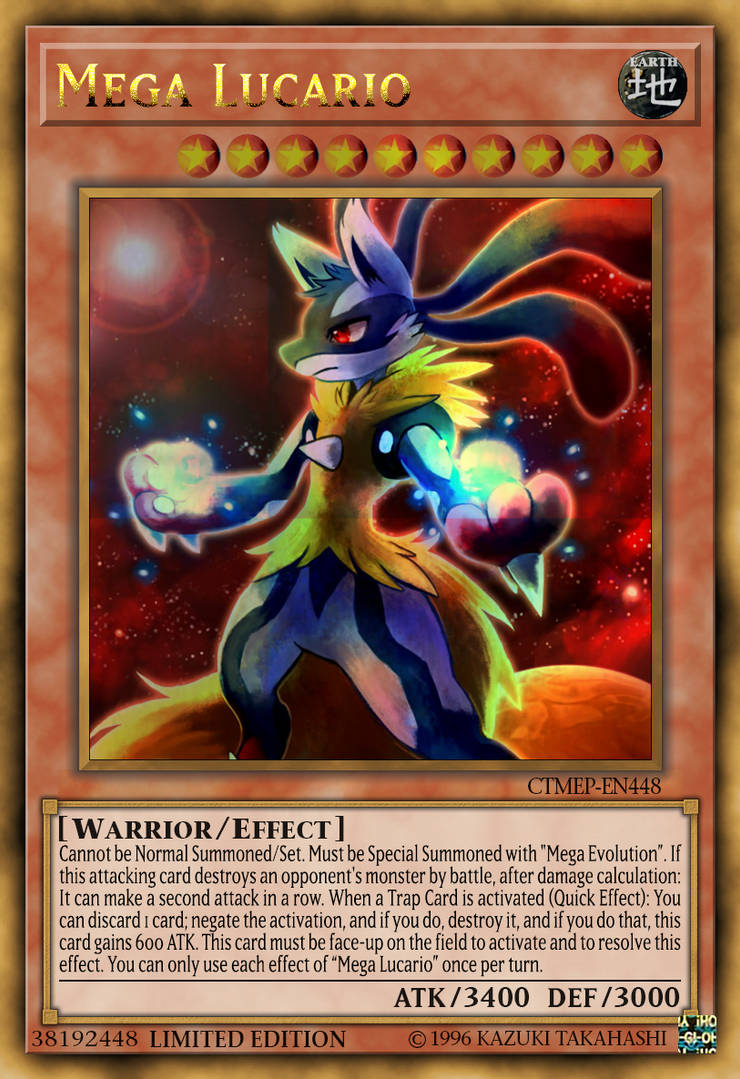 Mega Lucario
EARTH
地
CTMEP-EN448
[Warrior/Effect]
Cannot be Normal Summoned/Set. Must be Special Summoned with "Mega Evolution". If
this attacking card destroys an opponent's monster by battle, after damage calculation:
It can make a second attack in a row. When a Trap Card is activated (Quick Effect): You
can discard 1 card; negate the activation, and if you do, destroy it, and if you do that, this
card gains 600 ATK. This card must be face-up on the field to activate and to resolve this
effect. You can only use each effect of “Mega Lucario” once per turn.
ATK/3400 DEF/3000
38192448 LIMITED EDITION © 1996 KAZUKI TAKAHASHI